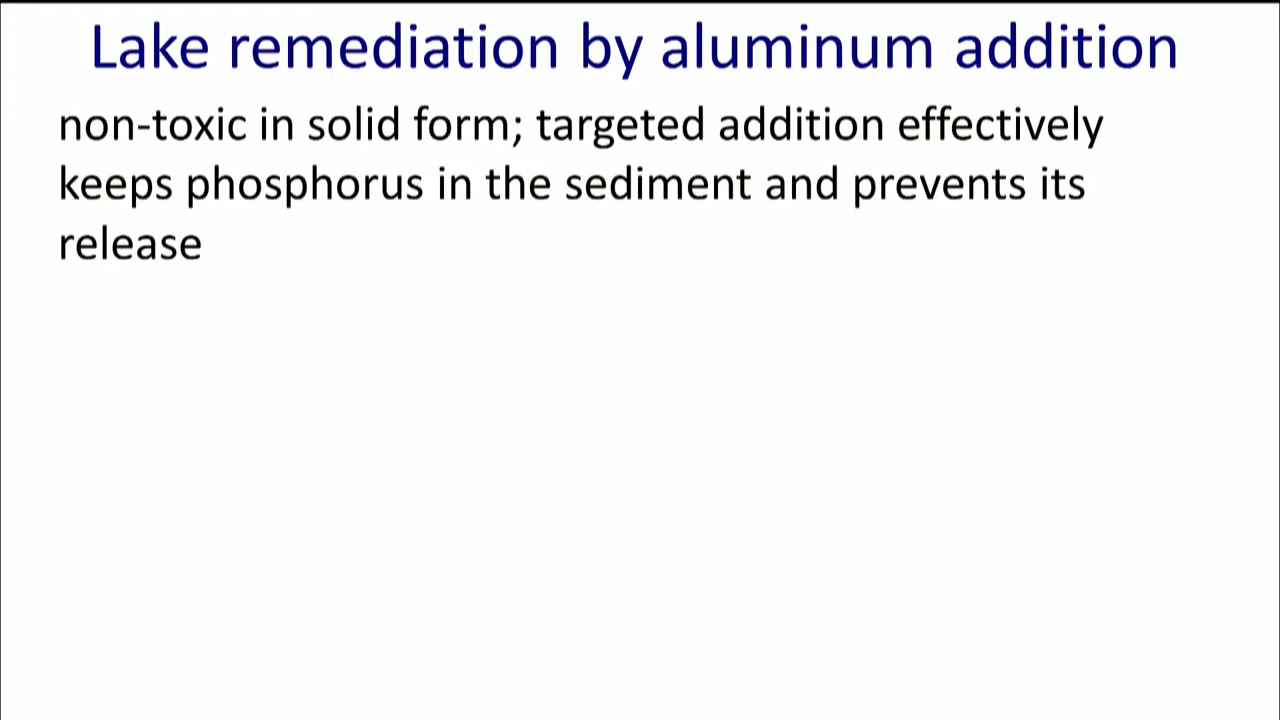 Lake remediation by aluminum addition
non-toxic in solid form; targeted addition effectively
keeps phosphorus in the sediment and prevents its
release